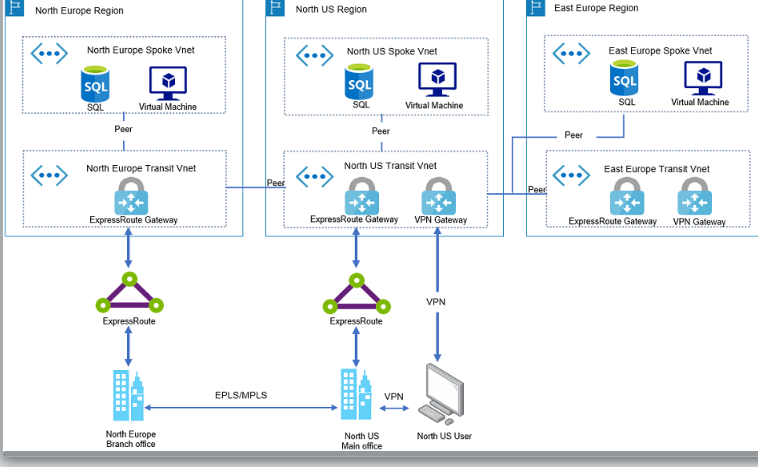 North Europe Region
North US Region
East Europe Region
North Europe Spoke Vnet
North US Spoke Vnet
East Europe Spoke Vnet
SQL
SQL
Virtual Machine
SQL
SQL
Virtual Machine
SQL
SQL
Virtual Machine
Peer
Peer
Peer
North Europe Transit Vnet
North US Transit Vnet
East Europe Transit Vnet
Peer
Peer
ExpressRoute Gateway
ExpressRoute Gateway
VPN Gateway
ExpressRoute Gateway
VPN Gateway
VPN
ExpressRoute
ExpressRoute
EPLS/MPLS
VPN
North Europe
Branch office
North US
Main office
North US User